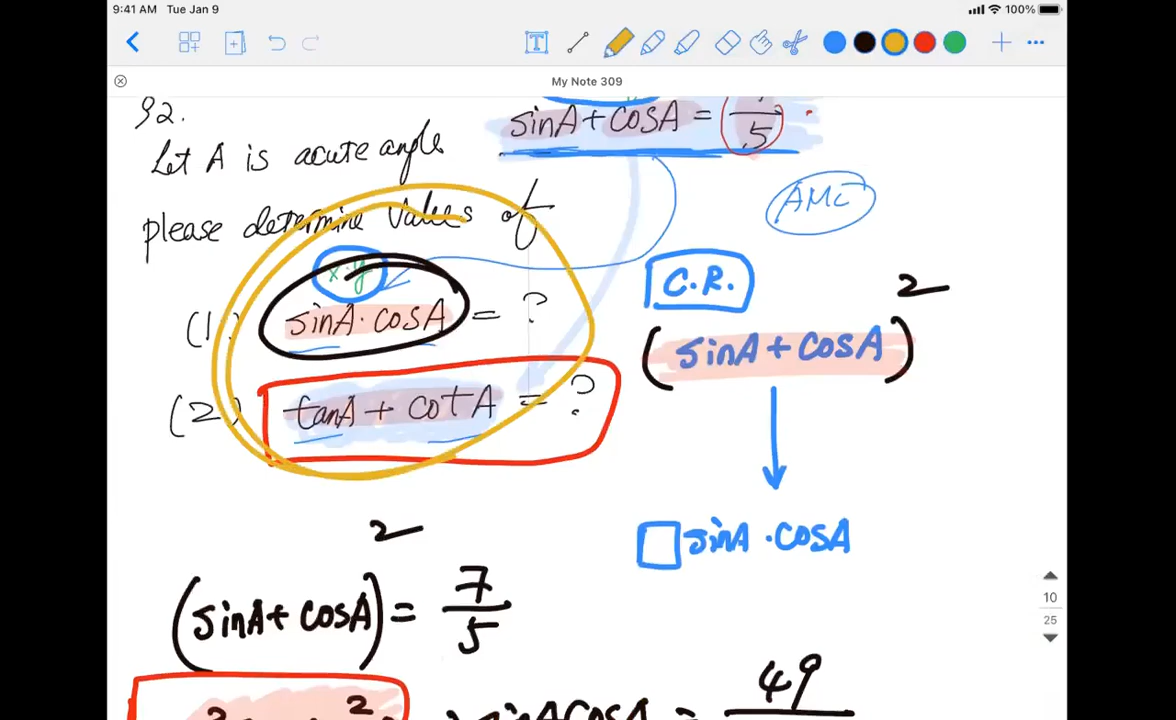 9:41 AM Tue Jan 9
100%
My Note 309
92.
sinA + cosA = 5
Let A is acute angle
please determine values of
AMC
x·y
(1) sinA · cosA = ?
C.R.
(sinA + cosA)²
(2) tanA + cotA = ?
□ sinA · cosA
(sinA + cosA)² = 7/5
10
25
sinAcosA = 49